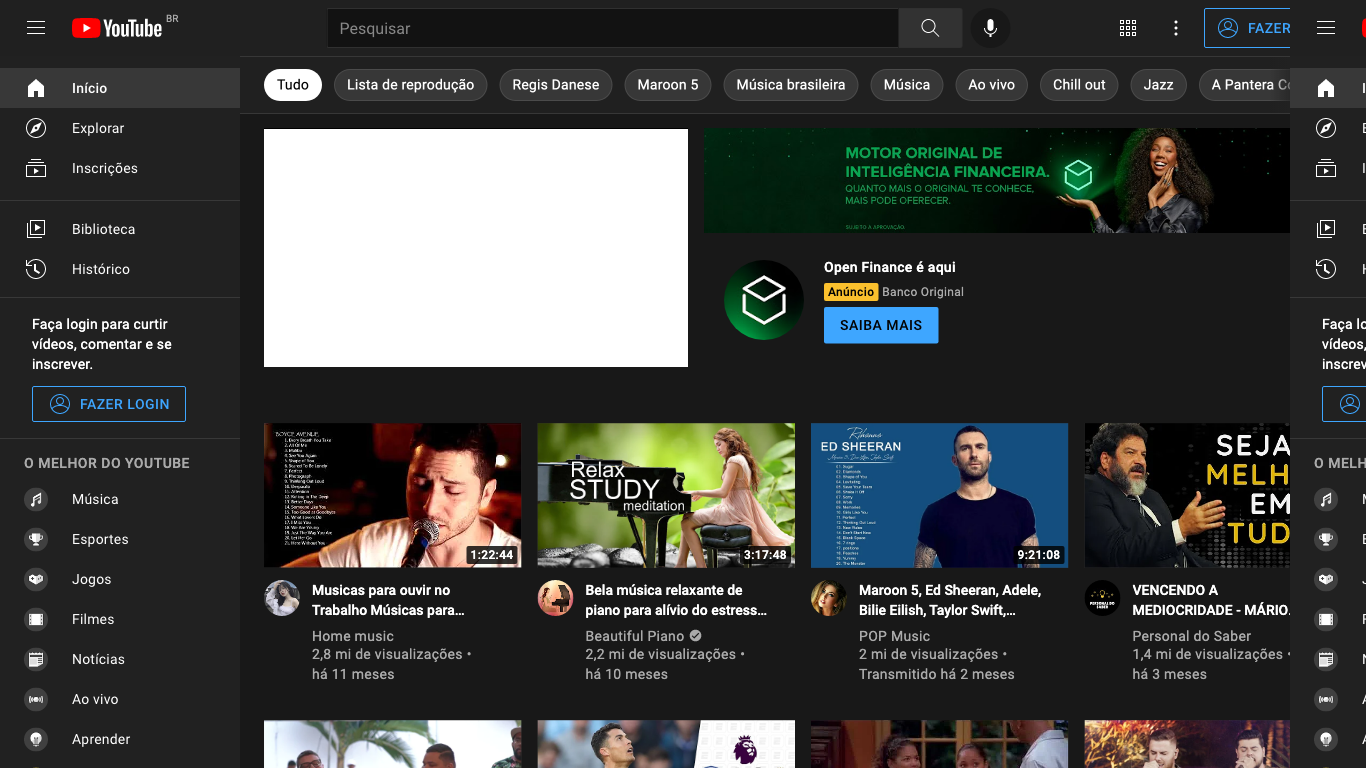 YouTube BR
Pesquisar
FAZER
Início
Explorar
Inscrições
Biblioteca
Histórico
Faça login para curtir
vídeos, comentar e se
inscrever.
FAZER LOGIN
O MELHOR DO YOUTUBE
Música
Esportes
Jogos
Filmes
Notícias
Ao vivo
Aprender
Tudo
Lista de reprodução
Regis Danese
Maroon 5
Música brasileira
Música
Ao vivo
Chill out
Jazz
A Pantera
MOTOR ORIGINAL DE
INTELIGÊNCIA FINANCEIRA.
QUANTO MAIS O ORIGINAL TE CONHECE,
MAIS PODE OFERECER.
SUJEITO A APROVAÇÃO
Open Finance é aqui
Anúncio Banco Original
SAIBA MAIS
BOYCE AVENUE
1:22:44
Musicas para ouvir no
Trabalho Músicas para...
Home music
2,8 mi de visualizações •
há 11 meses
Relax
STUDY
meditation
3:17:48
Bela música relaxante de
piano para alívio do estress...
Beautiful Piano
2,2 mi de visualizações •
há 10 meses
Rihanna
ED SHEERAN
9:21:08
Maroon 5, Ed Sheeran, Adele,
Bilie Eilish, Taylor Swift,...
POP Music
2 mi de visualizações •
Transmitido há 2 meses
SEJA
MELH
EM
TUD
PERSONAL DO
SABER
VENCENDO A
MEDIOCRIDADE - MÁRIO
Personal do Saber
1,4 mi de visualizações •
há 3 meses
Faça lo
vídeos,
inscrev
O MELH